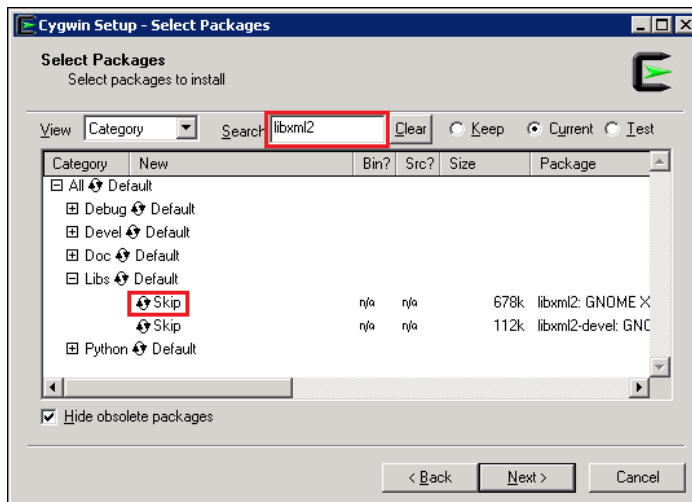 Cygwin Setup - Select Packages
Select Packages
Select packages to install
View Category Search libxml2 Clear Keep Current Test
Category New Bin? Src? Size Package
All Default
Debug Default
Devel Default
Doc Default
Libs Default
Skip n/a n/a 678k libxml2: GNOME X
Skip n/a n/a 112k libxml2-devel: GNO
Python Default
Hide obsolete packages
< Back Next > Cancel